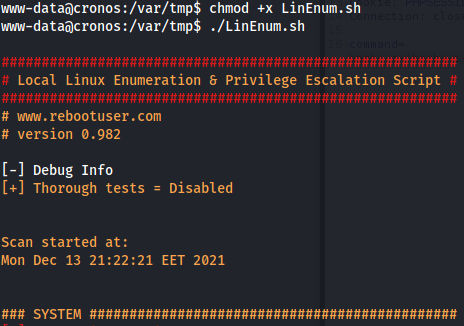 www-data@cronos:/var/tmp$ chmod +x LinEnum.sh
www-data@cronos:/var/tmp$ ./LinEnum.sh
#########################################################
# Local Linux Enumeration & Privilege Escalation Script #
#########################################################
# www.rebootuser.com
# version 0.982
[-] Debug Info
[+] Thorough tests = Disabled
Scan started at:
Mon Dec 13 21:22:21 EET 2021
### SYSTEM ##############################################